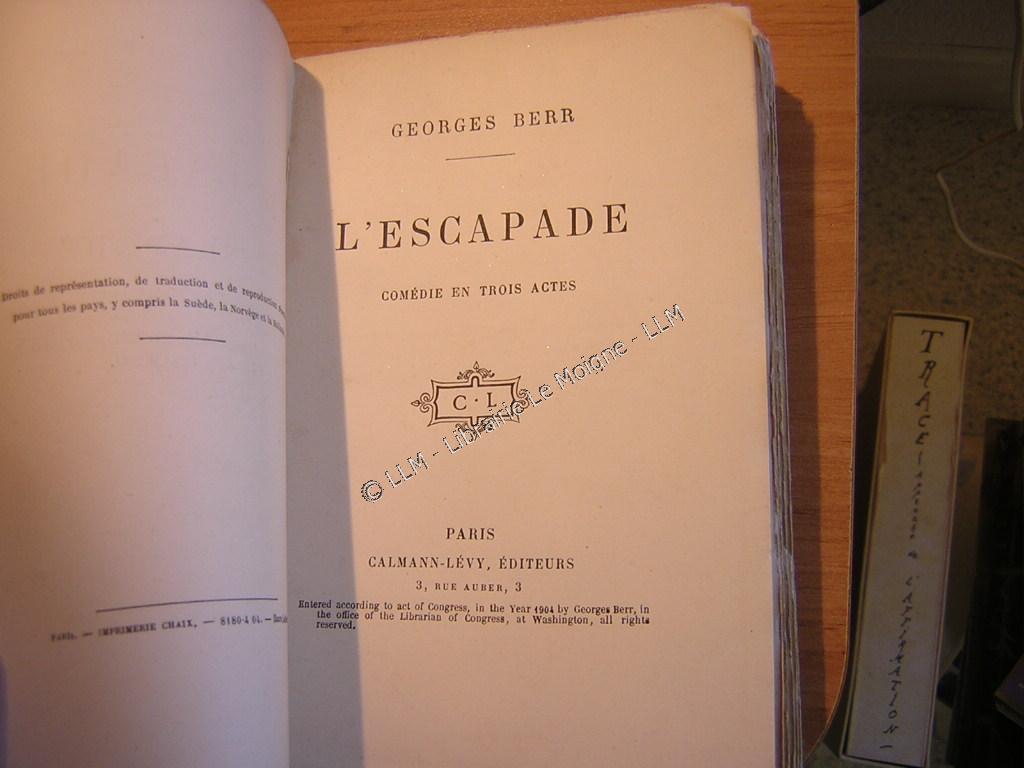 Droits de représentation, de traduction et de reproduction
pour tous les pays, y compris la Suède, la Norvège et la
PARIS. — IMPRIMERIE CHAIX. — 8180-4 04. —
GEORGES BERR
L'ESCAPADE
COMÉDIE EN TROIS ACTES
C·L
PARIS
CALMANN-LÉVY, ÉDITEURS
3, RUE AUBER, 3
Entered according to act of Congress, in the Year 1904 by Georges Berr, in
the office of the Librarian of Congress, at Washington, all rights
reserved.
© LLM - Librairie Le Moigne - LLM
TRACE